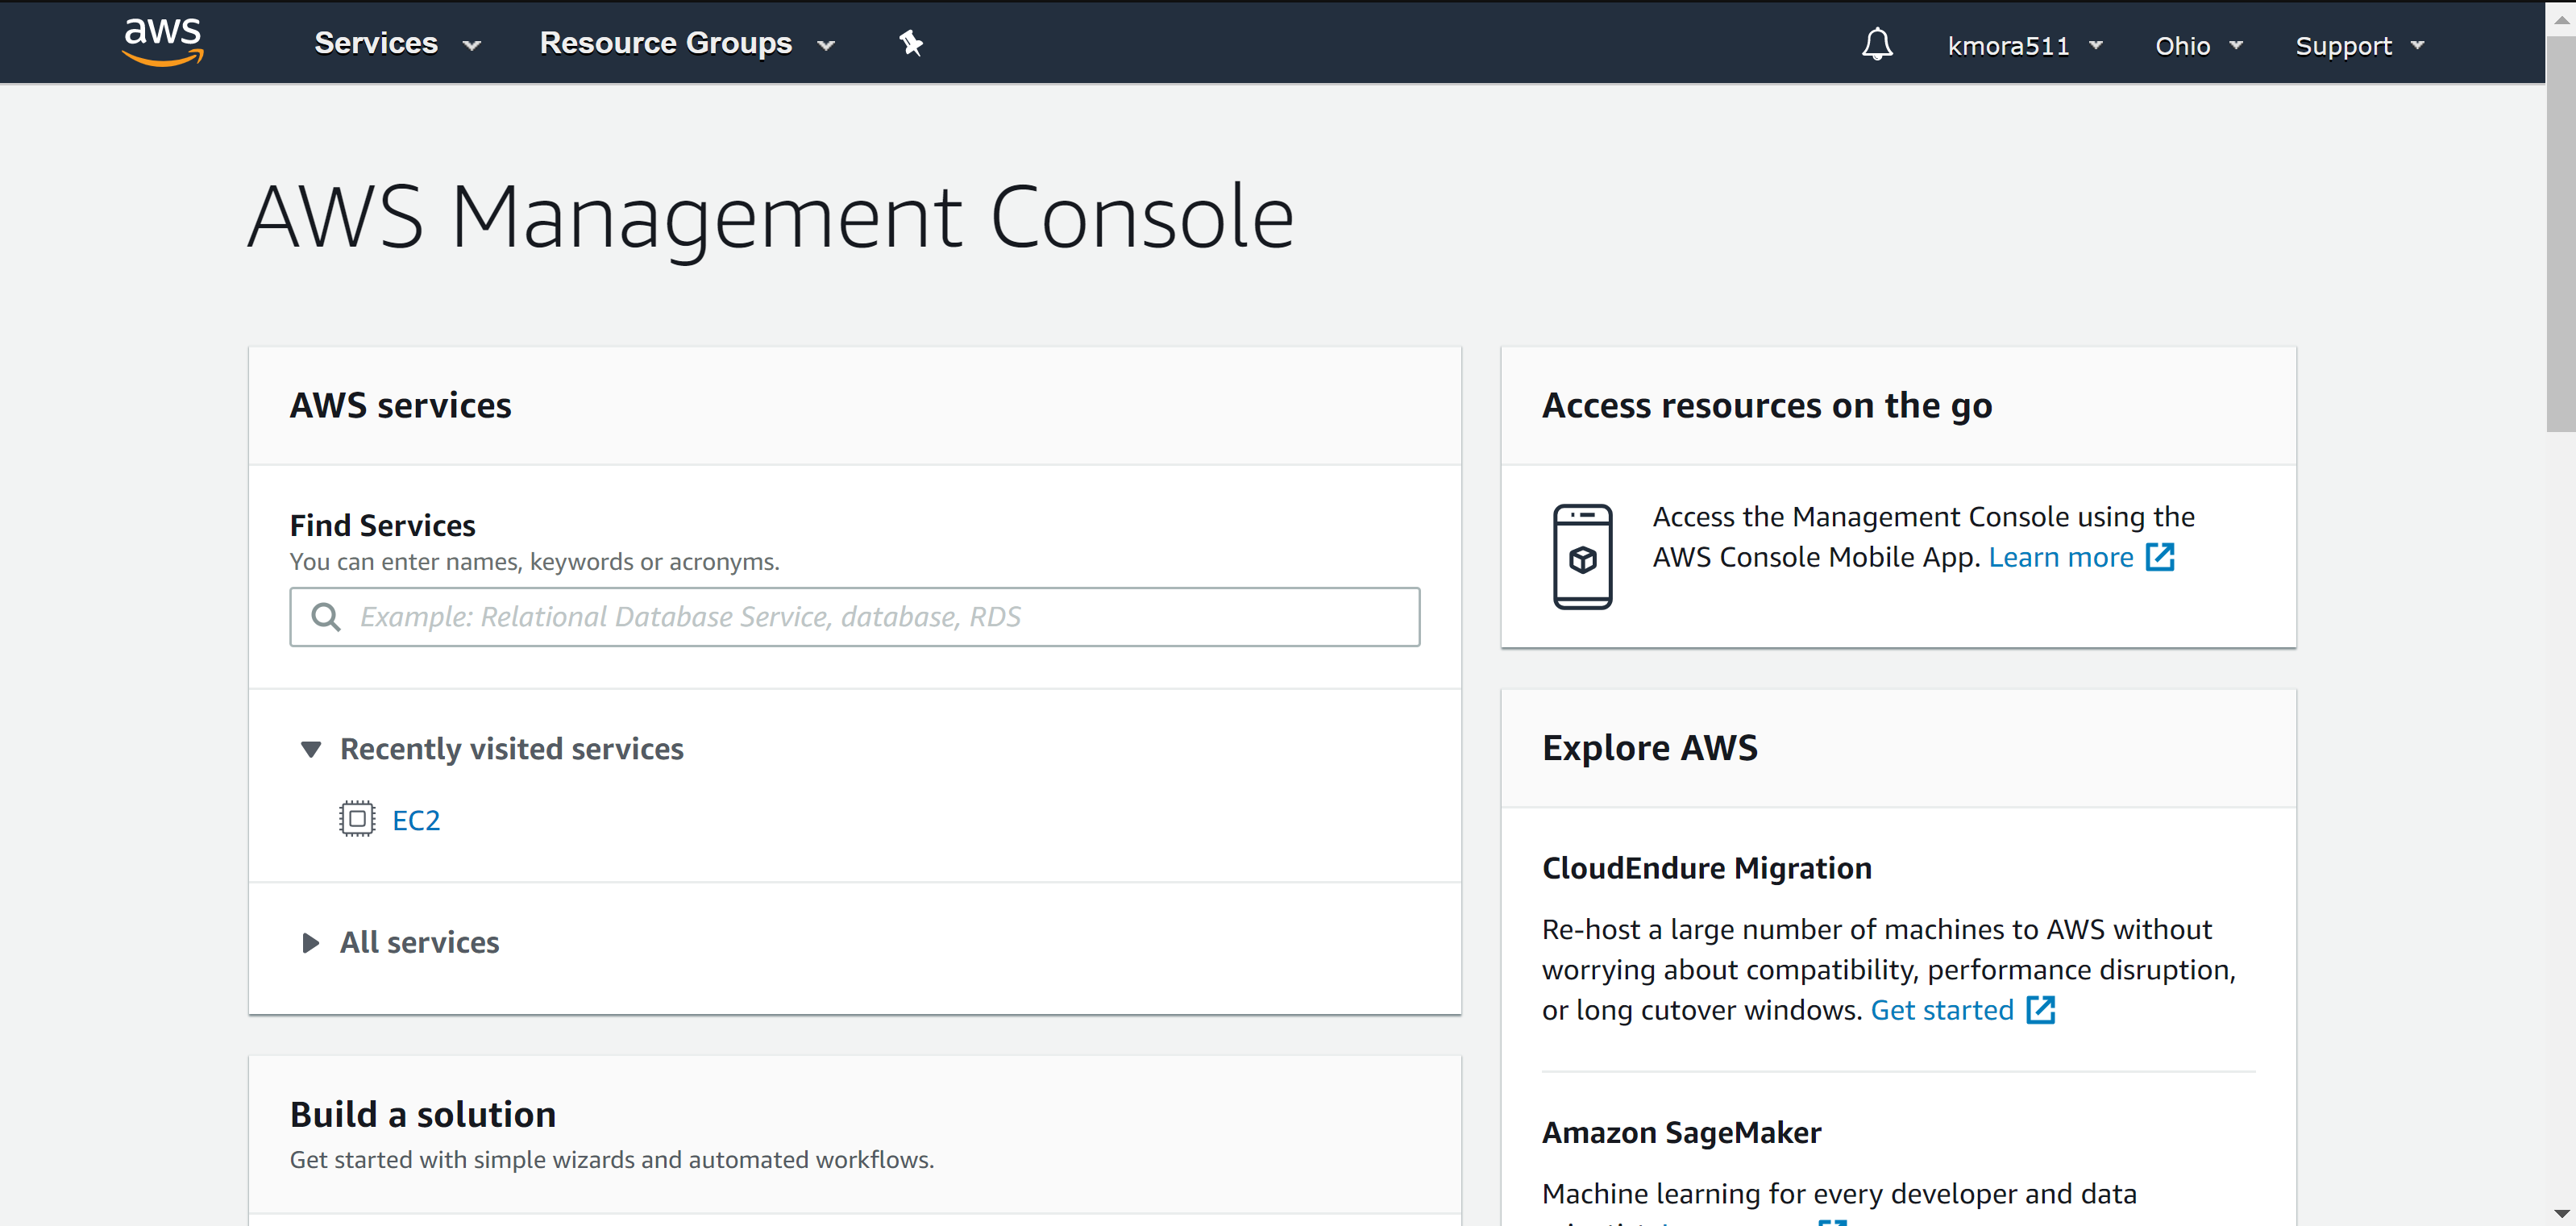 aws
Services
Resource Groups
kmora511
Ohio
Support
AWS Management Console
AWS services
Find Services
You can enter names, keywords or acronyms.
Example: Relational Database Service, database, RDS
Recently visited services
EC2
All services
Build a solution
Get started with simple wizards and automated workflows.
Access resources on the go
Access the Management Console using the
AWS Console Mobile App. Learn more
Explore AWS
CloudEndure Migration
Re-host a large number of machines to AWS without
worrying about compatibility, performance disruption,
or long cutover windows. Get started
Amazon SageMaker
Machine learning for every developer and data